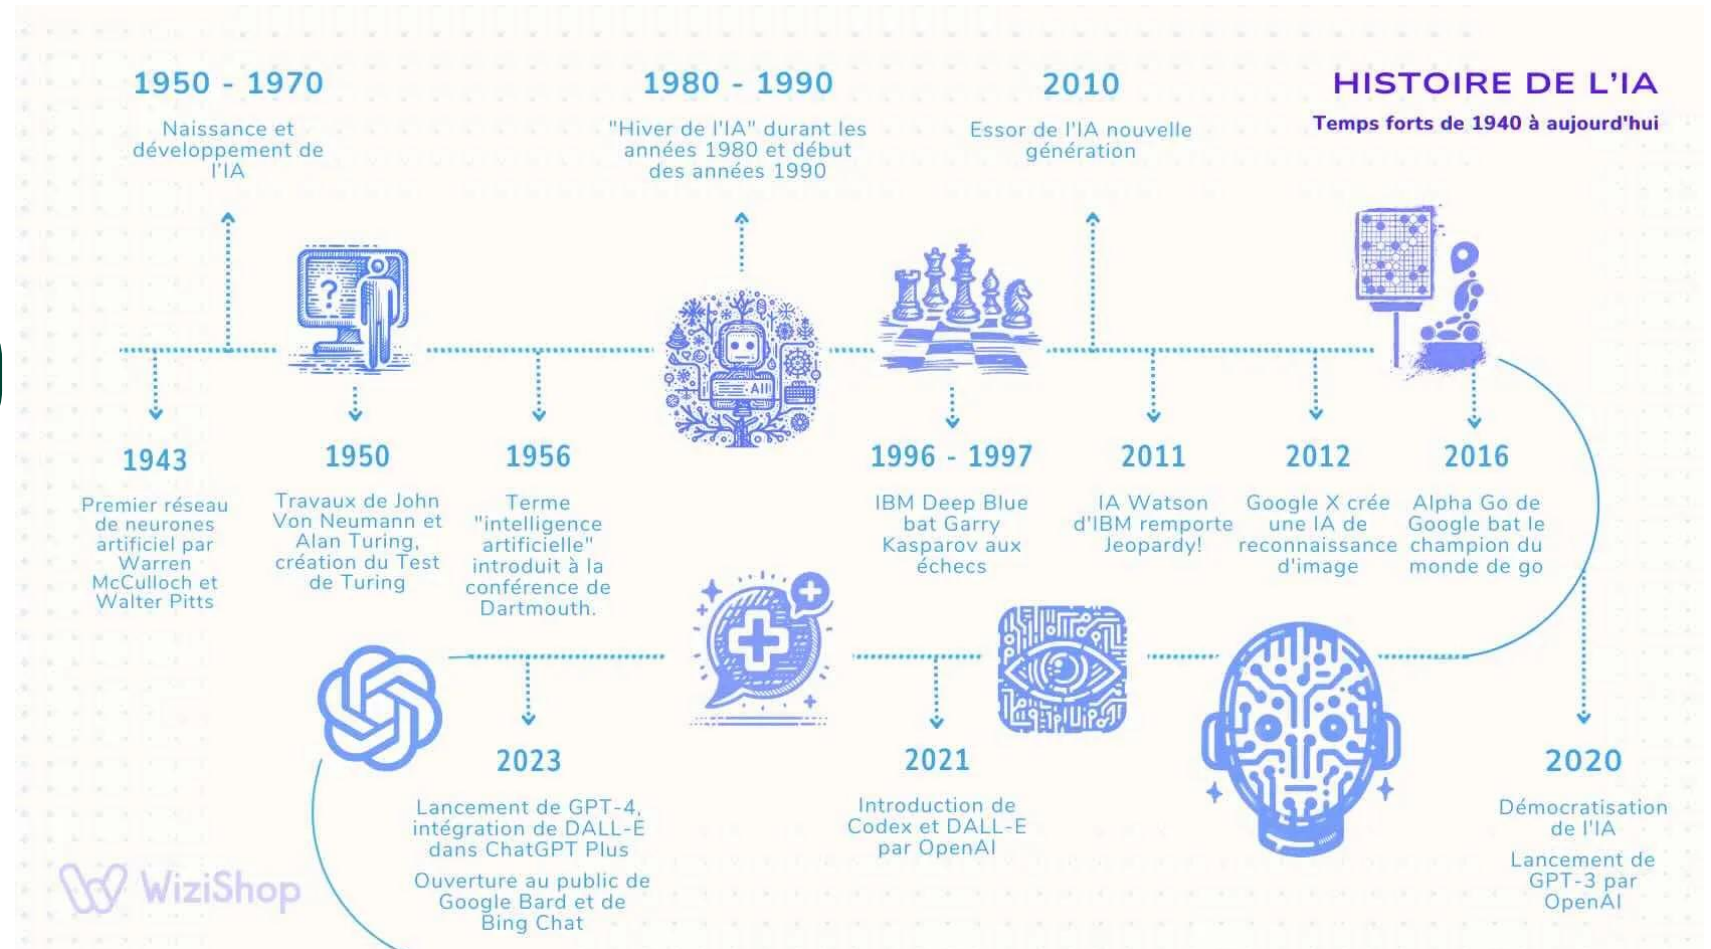 HISTOIRE DE L'IA
Temps forts de 1940 à aujourd'hui
1950 - 1970
Naissance et
développement de
l'IA
1980 - 1990
"Hiver de l'IA" durant les
années 1980 et début
des années 1990
2010
Essor de l'IA nouvelle
génération
?
AII
1943
Premier réseau
de neurones
artificiel par
Warren
McCulloch et
Walter Pitts
1950
Travaux de John
Von Neumann et
Alan Turing,
création du Test
de Turing
1956
Terme
"intelligence
artificielle"
introduit à la
conférence de
Dartmouth.
1996 - 1997
IBM Deep Blue
bat Garry
Kasparov aux
échecs
2011
IA Watson
d'IBM remporte
Jeopardy!
2012
Google X crée
une IA de
reconnaissance
d'image
2016
Alpha Go de
Google bat le
champion du
monde de go
2020
Démocratisation
de l'IA
Lancement de
GPT-3 par
OpenAI
2021
Introduction de
Codex et DALL-E
par OpenAI
2023
Lancement de GPT-4,
intégration de DALL-E
dans ChatGPT Plus
Ouverture au public de
Google Bard et de
Bing Chat
WiziShop